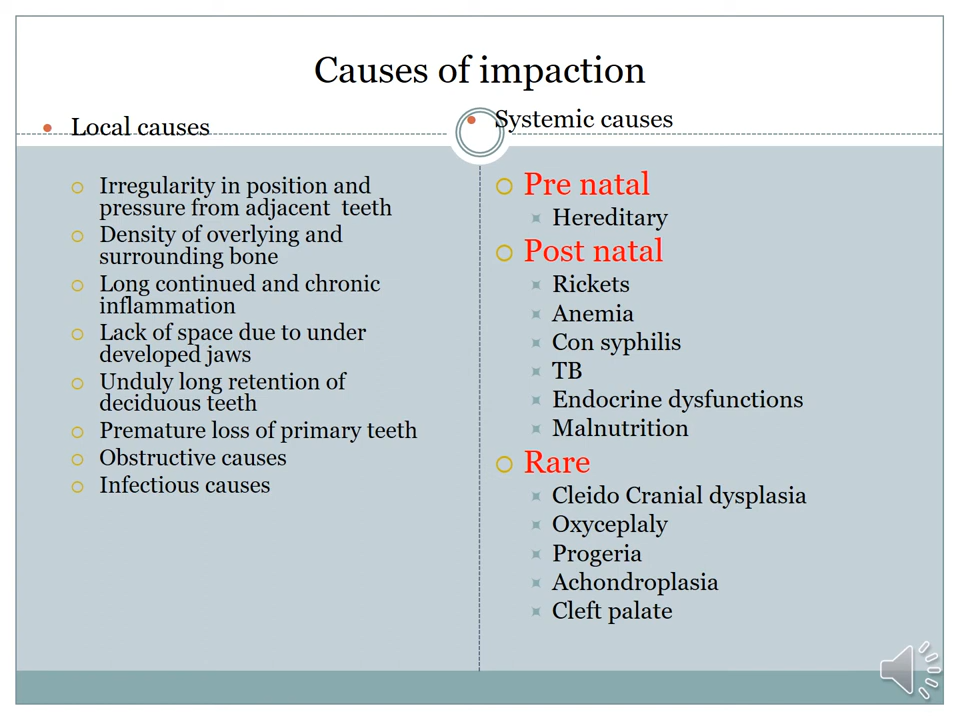 Causes of impaction
Local causes
Irregularity in position and
pressure from adjacent teeth
Density of overlying and
surrounding bone
Long continued and chronic
inflammation
Lack of space due to under
developed jaws
Unduly long retention of
deciduous teeth
Premature loss of primary teeth
Obstructive causes
Infectious causes
Systemic causes
Pre natal
Hereditary
Post natal
Rickets
Anemia
Con syphilis
TB
Endocrine dysfunctions
Malnutrition
Rare
Cleido Cranial dysplasia
Oxyceplaly
Progeria
Achondroplasia
Cleft palate